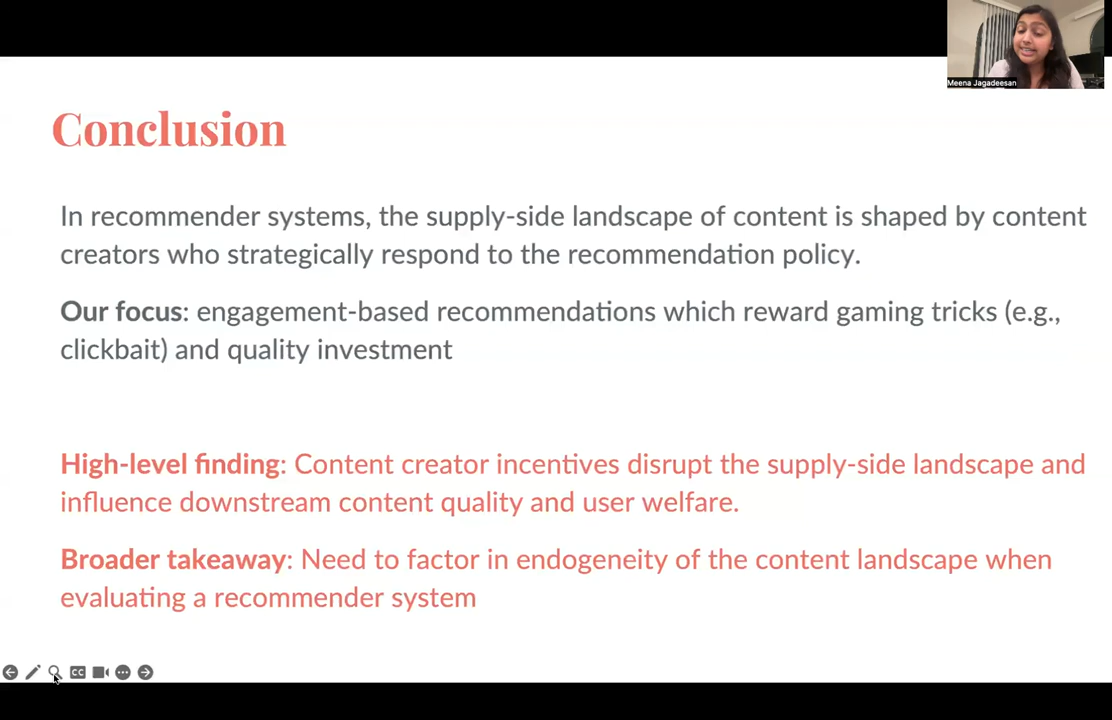 Meena Jagadeesan
Conclusion
In recommender systems, the supply-side landscape of content is shaped by content
creators who strategically respond to the recommendation policy.
Our focus: engagement-based recommendations which reward gaming tricks (e.g.,
clickbait) and quality investment
High-level finding: Content creator incentives disrupt the supply-side landscape and
influence downstream content quality and user welfare.
Broader takeaway: Need to factor in endogeneity of the content landscape when
evaluating a recommender system
CC